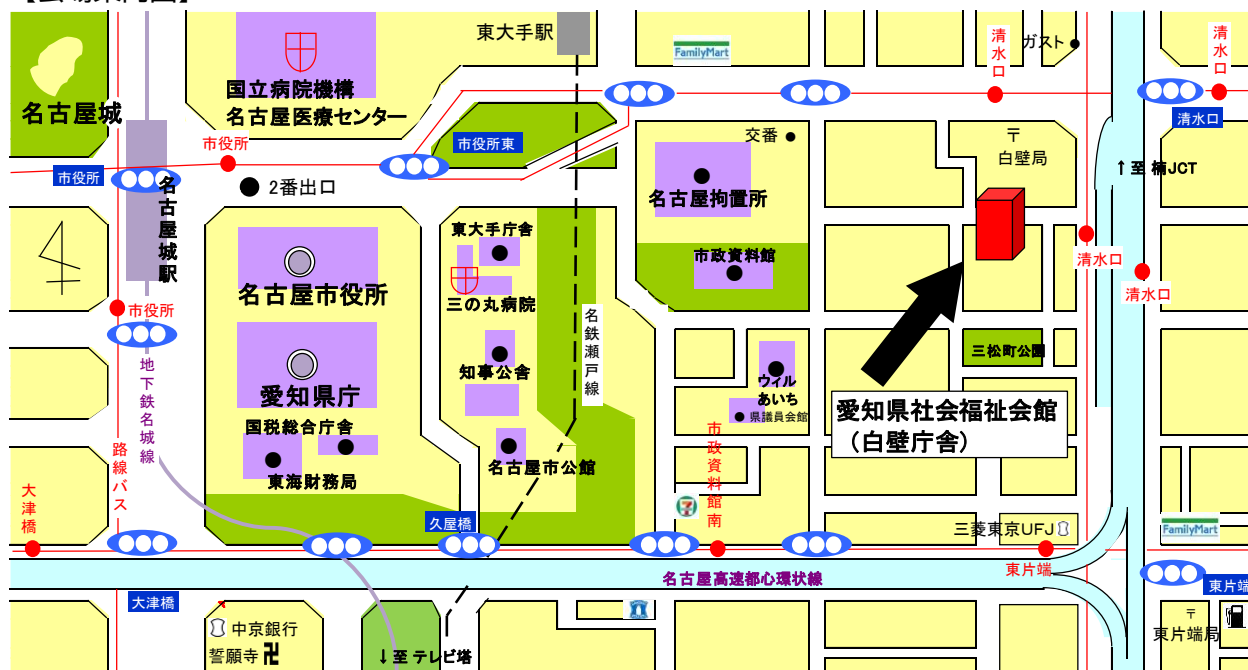 【会場案内図】
東大手駅
FamilyMart
清水口
ガスト
清水口
名古屋城
国立病院機構
名古屋医療センター
清水口
市役所
市役所東
交番
〒
白壁局
↑至 楠JCT
市役所
2番出口
名古屋城駅
名古屋拘置所
東大手庁舎
市政資料館
清水口
清水口
名古屋市役所
三の丸病院
市役所
名鉄瀬戸線
地下鉄名城線
知事公舎
三松町公園
愛知県庁
ウィル
あいち
県議員会館
愛知県社会福祉会館
（白壁庁舎）
国税総合庁舎
東海財務局
名古屋市公館
市政資料館南
路線バス
大津橋
久屋橋
三菱東京UFJ
FamilyMart
東片端
名古屋高速都心環状線
東片端
大津橋
中京銀行
誓願寺 卍
↓至 テレビ塔
〒
東片端局